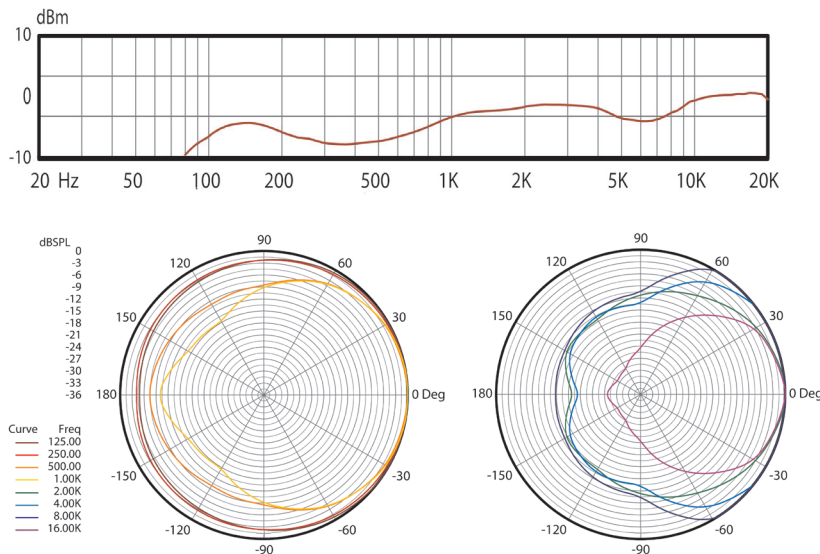 dBm
10
0
-10
20 Hz 50 100 200 500 1K 2K 5K 10K 20K
dBSPL
0
-3
-6
-9
-12
-15
-18
-21
-24
-27
-30
-33
-36
90
120 60
150 30
180 0 Deg
-150 -30
-120 -60
-90
90
120 60
150 30
180 0 Deg
-150 -30
-120 -60
-90
Curve Freq
125.00
250.00
500.00
1.00K
2.00K
4.00K
8.00K
16.00K